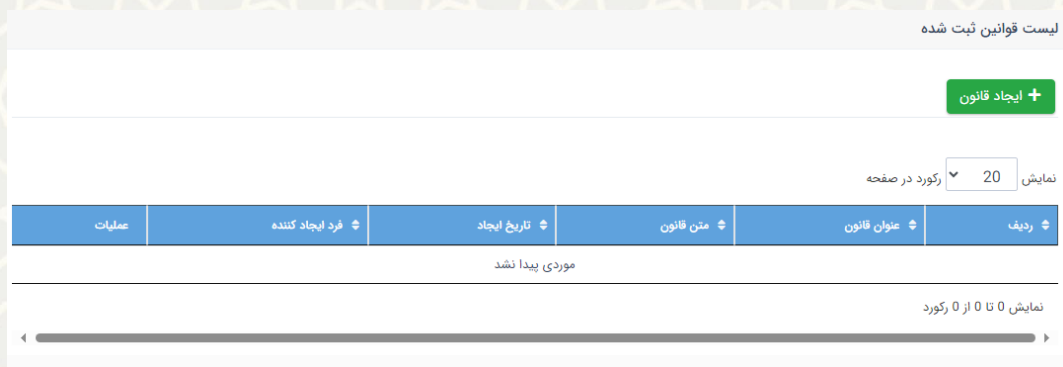 لیست قوانین ثبت شده
+ ایجاد قانون
نمایش 20 رکورد در صفحه
ردیف عنوان قانون متن قانون تاریخ ایجاد فرد ایجاد کننده عملیات
موردی پیدا نشد
نمایش 0 تا 0 از 0 رکورد